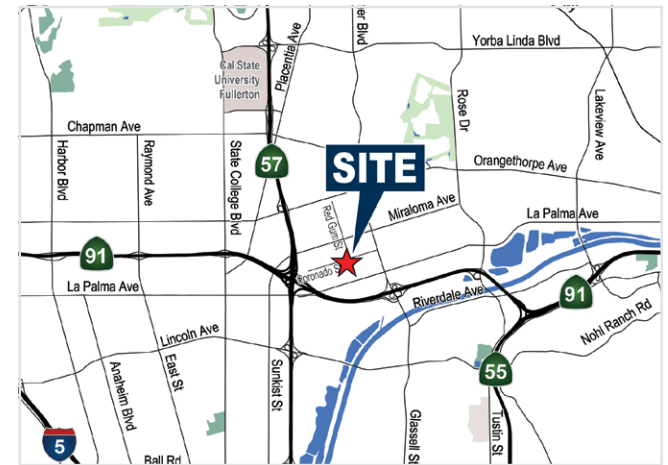 er Blvd
Yorba Linda Blvd
Placentia Ave
Cal State
University
Fullerton
Rose Dr
Lakeview Ave
Chapman Ave
Harbor Blvd
Raymond Ave
State College Blvd
57
SITE
Orangethorpe Ave
Red Gum St
Miraloma Ave
La Palma Ave
91
Coronado S
La Palma Ave
Riverdale Ave
91
Nohl Ranch Rd
Lincoln Ave
Anaheim Blvd
East St
Sunkist St
55
Glassell St
Tustin St
5
Ball Rd